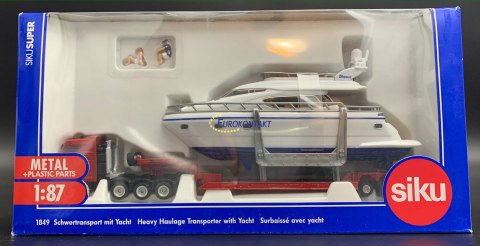 SIKU SUPER
EUROKONTAKT
METAL
+PLASTIC PARTS
1:87
siku
1849 Schwertransport mit Yacht Heavy Haulage Transporter with Yacht Surbaissé avec yacht